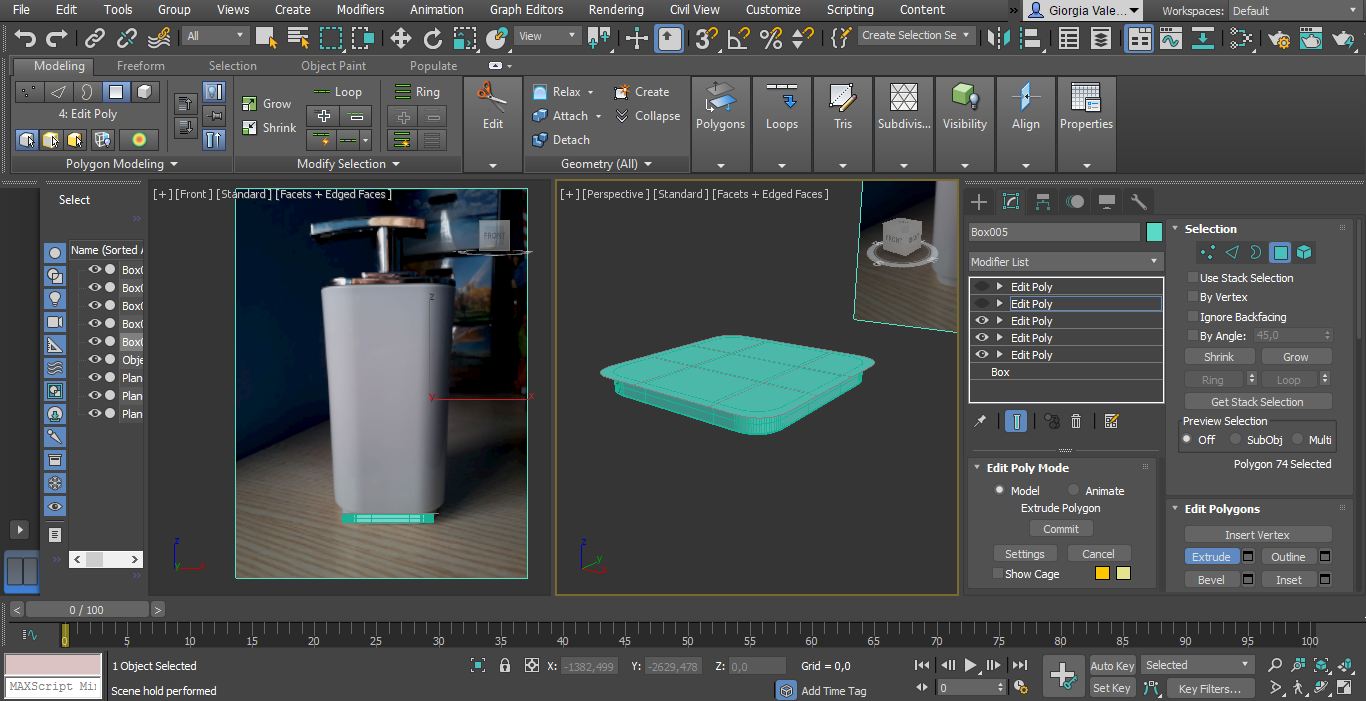 File Edit Tools Group Views Create Modifiers Animation Graph Editors Rendering Civil View Customize Scripting Content » Giorgia Vale... Workspaces: Default
All View Create Selection Se
Modeling Freeform Selection Object Paint Populate
Loop Ring Relax Create
4: Edit Poly Grow Edit Attach Collapse Polygons Loops Tris Subdivis... Visibility Align Properties
Shrink Detach
Polygon Modeling Modify Selection Geometry (All)
Select
[+] [Front] [Standard] [Facets + Edged Faces]
FRONT
z
y
x
z
y
[+] [Perspective] [Standard] [Facets + Edged Faces]
FRONT
z
y
Name (Sorted A
Box0
Box0
Box0
Box0
Box0
Obje
Plan
Plan
Plan
Box005
Modifier List
Edit Poly
Edit Poly
Edit Poly
Edit Poly
Edit Poly
Box
Edit Poly Mode
Model Animate
Extrude Polygon
Commit
Settings Cancel
Show Cage
Selection
Use Stack Selection
By Vertex
Ignore Backfacing
By Angle: 45,0
Shrink Grow
Ring Loop
Get Stack Selection
Preview Selection
Off SubObj Multi
Polygon 74 Selected
Edit Polygons
Insert Vertex
Extrude Outline
Bevel Inset
< 0 / 100 >
0 5 10 15 20 25 30 35 40 45 50 55 60 65 70 75 80 85 90 95 100
1 Object Selected X: -1382,499 Y: -2629,478 Z: 0,0 Grid = 0,0 Auto Key Selected
MAXScript Mi Scene hold performed Add Time Tag 0 Set Key Key Filters...